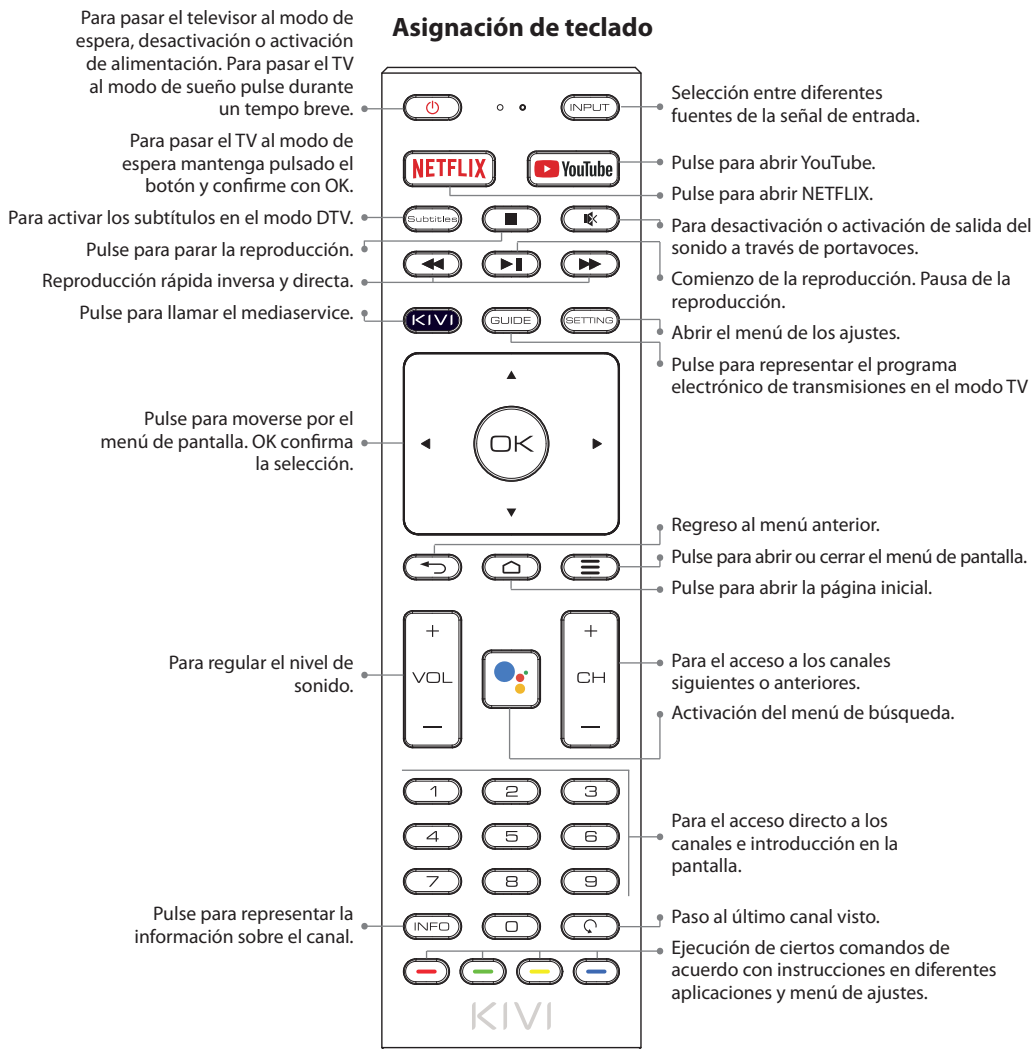 Asignación de teclado
Para pasar el televisor al modo de
espera, desactivación o activación
de alimentación. Para pasar el TV
al modo de sueño pulse durante
un tempo breve.
Para pasar el TV al modo de
espera mantenga pulsado el
botón y confirme con OK.
Para activar los subtítulos en el modo DTV.
Pulse para parar la reproducción.
Reproducción rápida inversa y directa.
Pulse para llamar el mediaservice.
Pulse para moverse por el
menú de pantalla. OK confirma
la selección.
Para regular el nivel de
sonido.
Pulse para representar la
información sobre el canal.
INPUT
NETFLIX
YouTube
Subtitles
KIVI
GUIDE
SETTING
OK
+
VOL
—
+
CH
—
1
2
3
4
5
6
7
8
9
INFO
0
KIVI
Selección entre diferentes
fuentes de la señal de entrada.
Pulse para abrir YouTube.
Pulse para abrir NETFLIX.
Para desactivación o activación de salida del
sonido a través de portavoces.
Comienzo de la reproducción. Pausa de la
reproducción.
Abrir el menú de los ajustes.
Pulse para representar el programa
electrónico de transmisiones en el modo TV
Regreso al menú anterior.
Pulse para abrir ou cerrar el menú de pantalla.
Pulse para abrir la página inicial.
Para el acceso a los canales
siguientes o anteriores.
Activación del menú de búsqueda.
Para el acceso directo a los
canales e introducción en la
pantalla.
Paso al último canal visto.
Ejecución de ciertos comandos de
acuerdo con instrucciones en diferentes
aplicaciones y menú de ajustes.